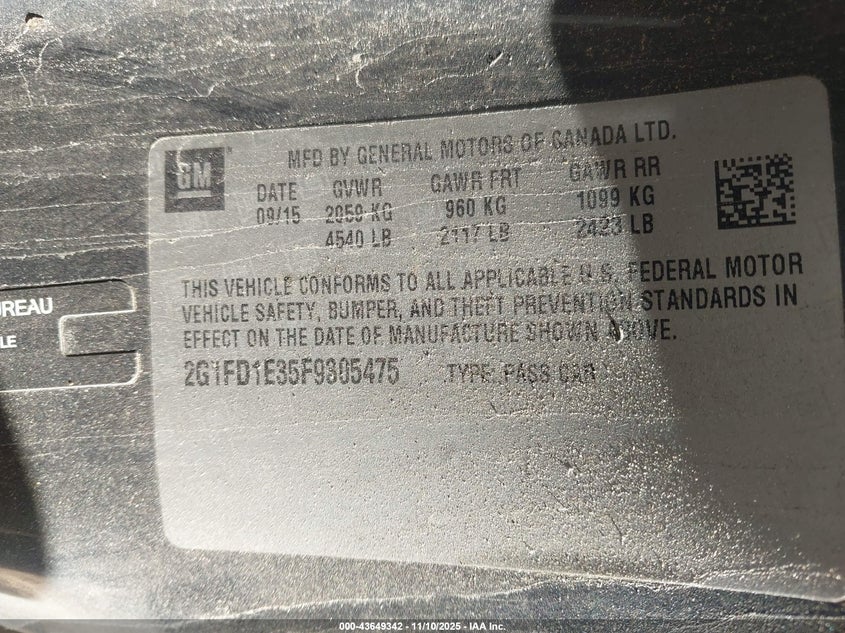 GM
MFD BY GENERAL MOTORS OF CANADA LTD.
DATE GVWR GAWR FRT GAWR RR
09/15 2059 KG 960 KG 1099 KG
4540 LB 2117 LB 2423 LB
THIS VEHICLE CONFORMS TO ALL APPLICABLE U.S. FEDERAL MOTOR
VEHICLE SAFETY, BUMPER, AND THEFT PREVENTION STANDARDS IN
EFFECT ON THE DATE OF MANUFACTURE SHOWN ABOVE.
2G1FD1E35F9305475 TYPE: PASS CAR
UREAU
LE
000-43649342 - 11/10/2025 - IAA Inc.